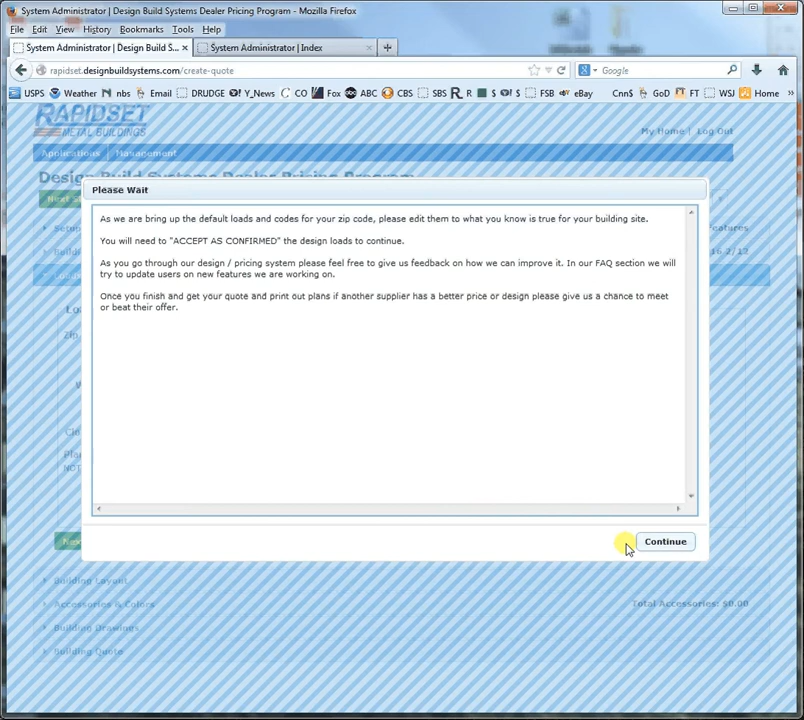 System Administrator | Design Build Systems Dealer Pricing Program - Mozilla Firefox
File Edit View History Bookmarks Tools Help
System Administrator | Design Build S... × System Administrator | Index × +
rapidset.designbuildsystems.com/create-quote Google
USPS Weather nbs Email DRUDGE Y_News CO Fox ABC CBS SBS R $ $ FSB eBay Cnn$ GoD FT WSJ Home »
RAPIDSET
METAL BUILDINGS
My Home | Log Out
Applications | Management
Design Build Systems Dealer Pricing Program
Please Wait
As we are bring up the default loads and codes for your zip code, please edit them to what you know is true for your building site.
You will need to "ACCEPT AS CONFIRMED" the design loads to continue.
As you go through our design / pricing system please feel free to give us feedback on how we can improve it. In our FAQ section we will
try to update users on new features we are working on.
Once you finish and get your quote and print out plans if another supplier has a better price or design please give us a chance to meet
or beat their offer.
Continue
Building Layout
Accessories & Colors Total Accessories: $0.00
Building Drawings
Building Quote